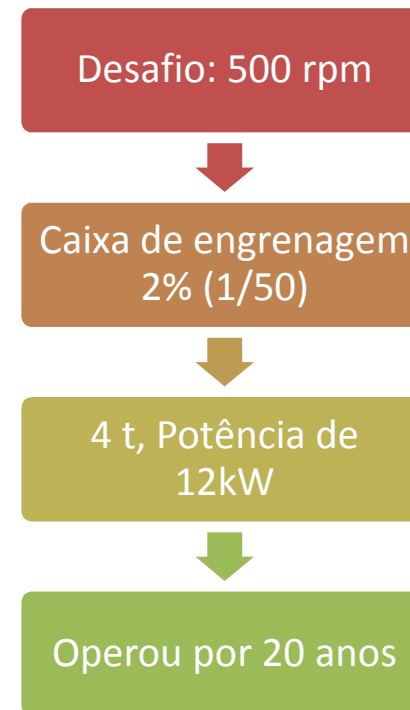 Desafio: 500 rpm
Caixa de engrenagem
2% (1/50)
4 t, Potência de
12kW
Operou por 20 anos